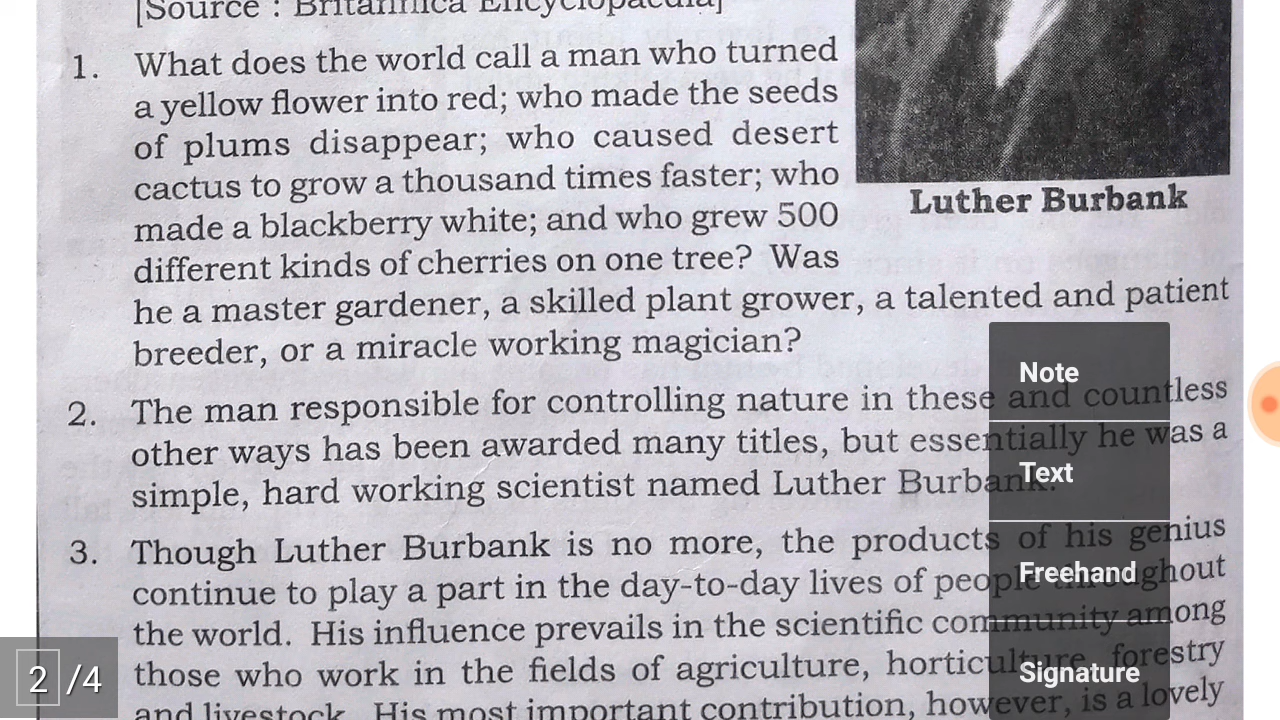 [Source : Britannica Encyclopaedia]
1. What does the world call a man who turned
a yellow flower into red; who made the seeds
of plums disappear; who caused desert
cactus to grow a thousand times faster; who
made a blackberry white; and who grew 500
different kinds of cherries on one tree? Was
he a master gardener, a skilled plant grower, a talented and patient
breeder, or a miracle working magician?
Luther Burbank
2. The man responsible for controlling nature in these and countless
other ways has been awarded many titles, but essentially he was a
simple, hard working scientist named Luther Burbank.
3. Though Luther Burbank is no more, the products of his genius
continue to play a part in the day-to-day lives of people throughout
the world. His influence prevails in the scientific community among
those who work in the fields of agriculture, horticulture, forestry
and livestock. His most important contribution, however, is a lovely
Note
Text
Freehand
Signature
2 /4